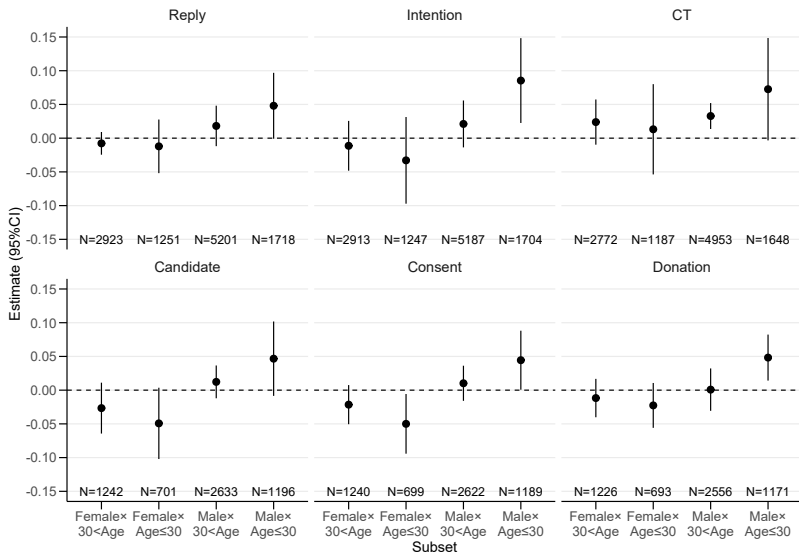 Reply Intention CT
0.15
0.10
0.05
0.00
-0.05
-0.10
-0.15
N=2923 N=1251 N=5201 N=1718 N=2913 N=1247 N=5187 N=1704 N=2772 N=1187 N=4953 N=1648
Estimate (95%CI)
Candidate Consent Donation
0.15
0.10
0.05
0.00
-0.05
-0.10
-0.15
N=1242 N=701 N=2633 N=1196 N=1240 N=699 N=2622 N=1189 N=1226 N=693 N=2556 N=1171
Female× Female× Male× Male× Female× Female× Male× Male× Female× Female× Male× Male×
30<Age Age≤30 30<Age Age≤30 30<Age Age≤30 30<Age Age≤30 30<Age Age≤30 30<Age Age≤30
Subset